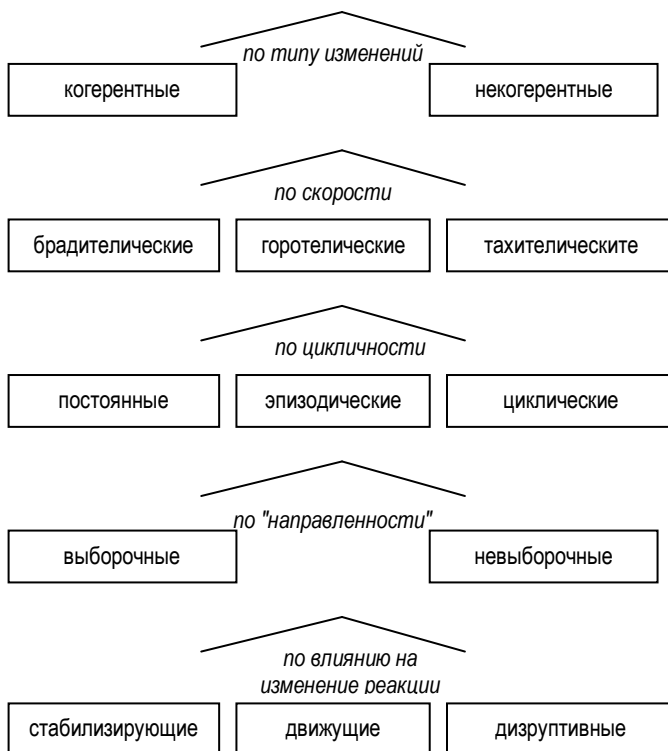 по типу изменений
когерентные некогерентные
по скорости
брадителические горотелические тахителическите
по цикличности
постоянные эпизодические циклические
по "направленности"
выборочные невыборочные
по влиянию на
изменение реакции
стабилизирующие движущие дизруптивные